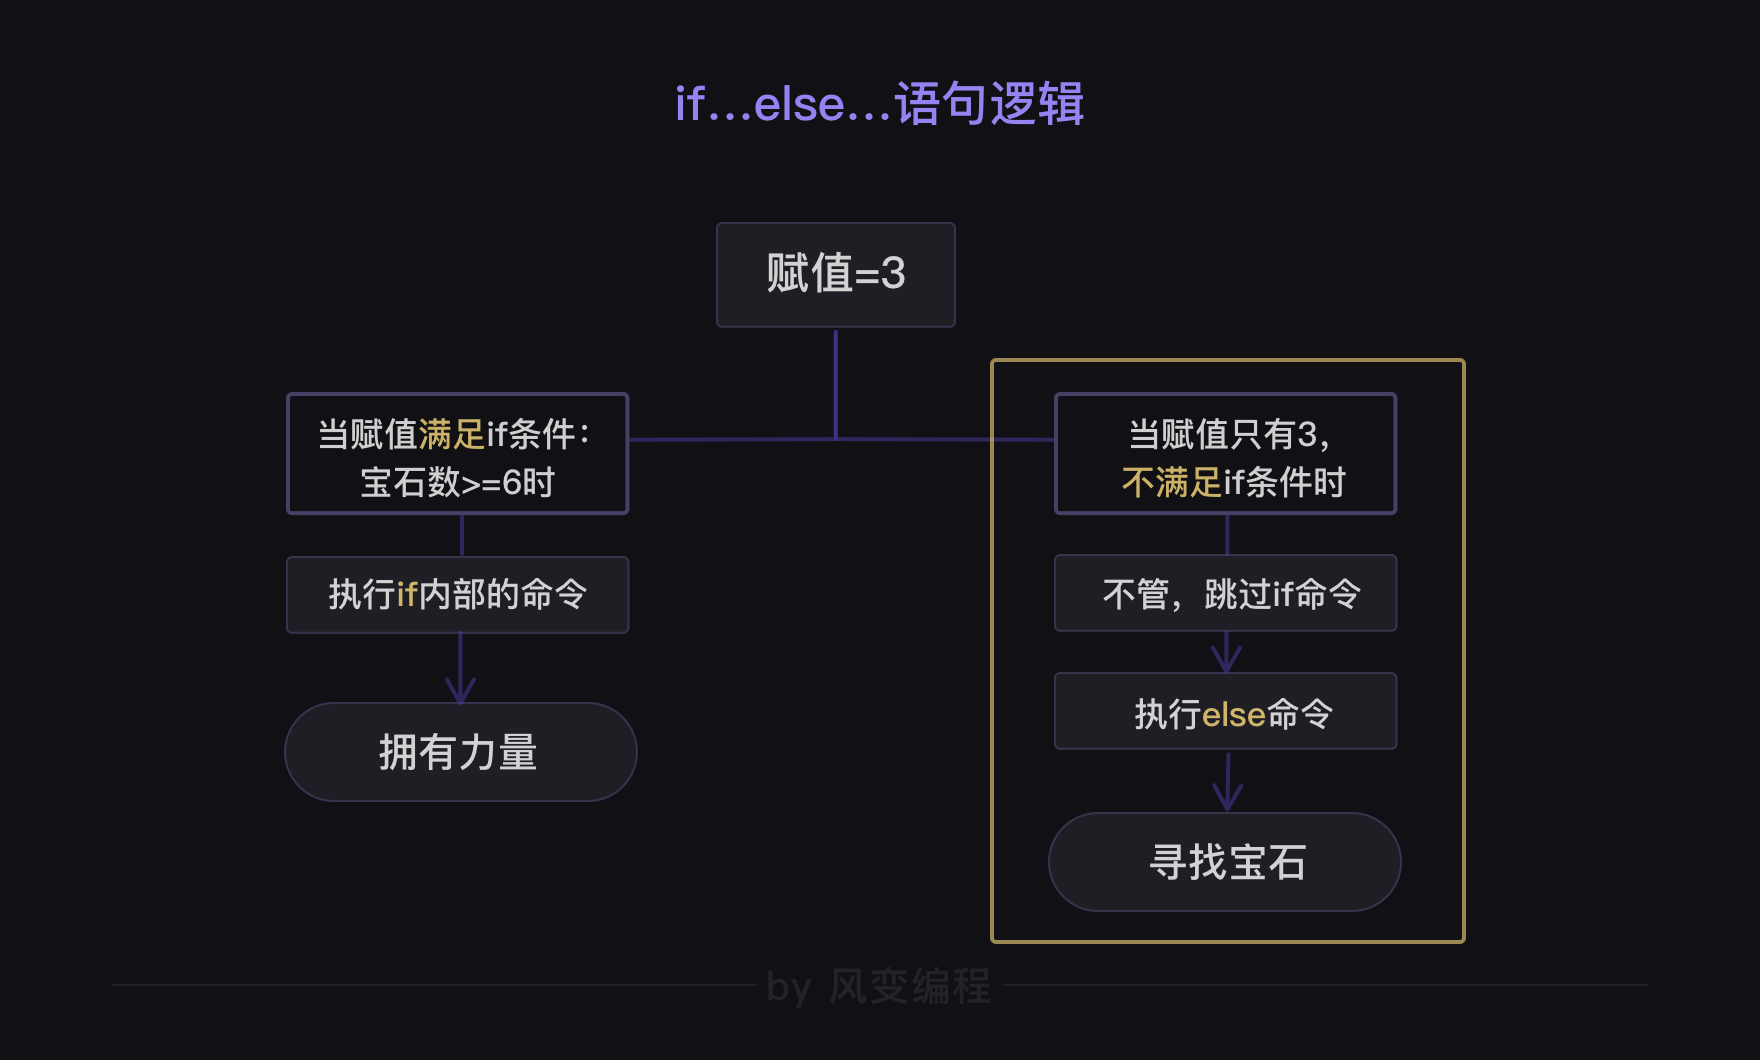 if…else…语句逻辑
赋值=3
当赋值满足if条件：
宝石数>=6时
执行if内部的命令
拥有力量
当赋值只有3，
不满足if条件时
不管，跳过if命令
执行else命令
寻找宝石
by 风变编程